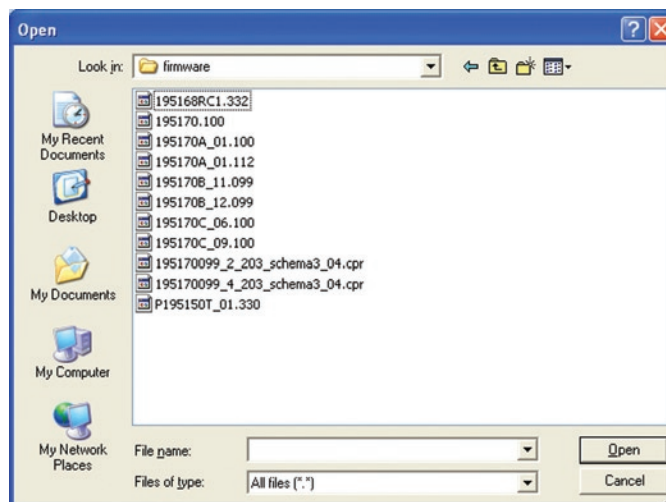 Open
Look in: firmware
My Recent
Documents
Desktop
My Documents
My Computer
My Network
Places
195168RC1.332
195170.100
195170A_01.100
195170A_01.112
195170B_11.099
195170B_12.099
195170C_06.100
195170C_09.100
195170099_2_203_schema3_04.cpr
195170099_4_203_schema3_04.cpr
P195150T_01.330
File name:
Open
Files of type: All files (*.*)
Cancel